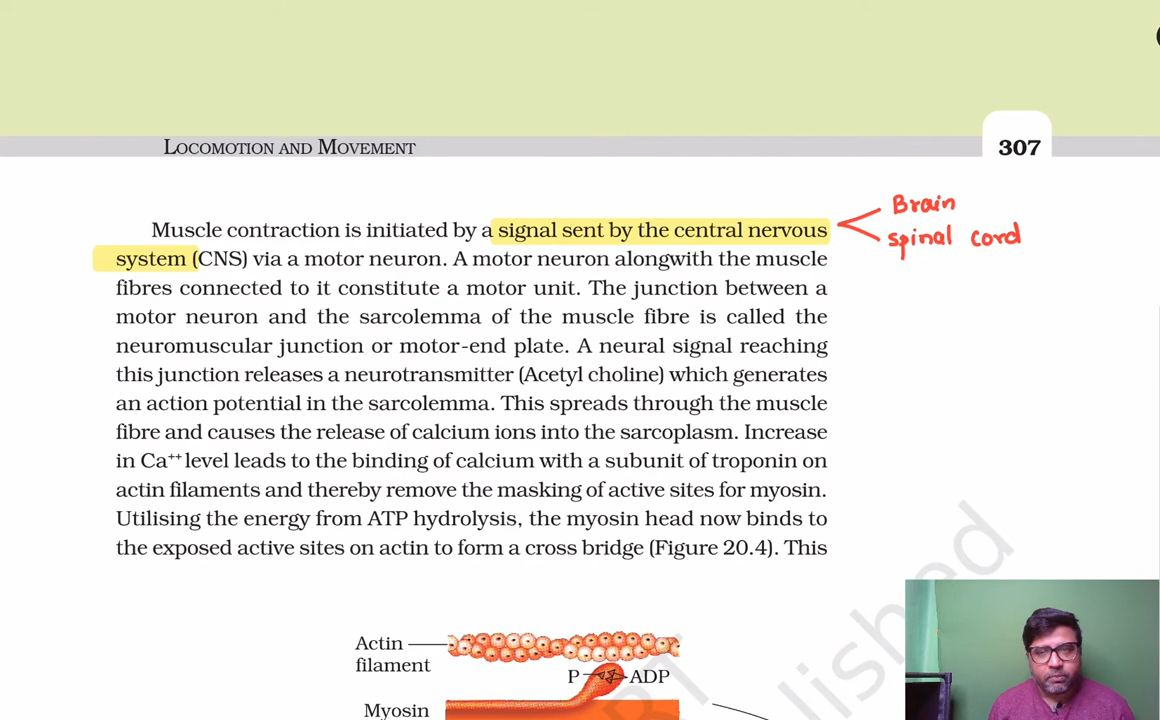 LOCOMOTION AND MOVEMENT 307
Brain
Muscle contraction is initiated by a signal sent by the central nervous
spinal cord
system (CNS) via a motor neuron. A motor neuron alongwith the muscle
fibres connected to it constitute a motor unit. The junction between a
motor neuron and the sarcolemma of the muscle fibre is called the
neuromuscular junction or motor-end plate. A neural signal reaching
this junction releases a neurotransmitter (Acetyl choline) which generates
an action potential in the sarcolemma. This spreads through the muscle
fibre and causes the release of calcium ions into the sarcoplasm. Increase
in Ca⁺⁺ level leads to the binding of calcium with a subunit of troponin on
actin filaments and thereby remove the masking of active sites for myosin.
Utilising the energy from ATP hydrolysis, the myosin head now binds to
the exposed active sites on actin to form a cross bridge (Figure 20.4). This
Actin
filament
P ADP
Myosin